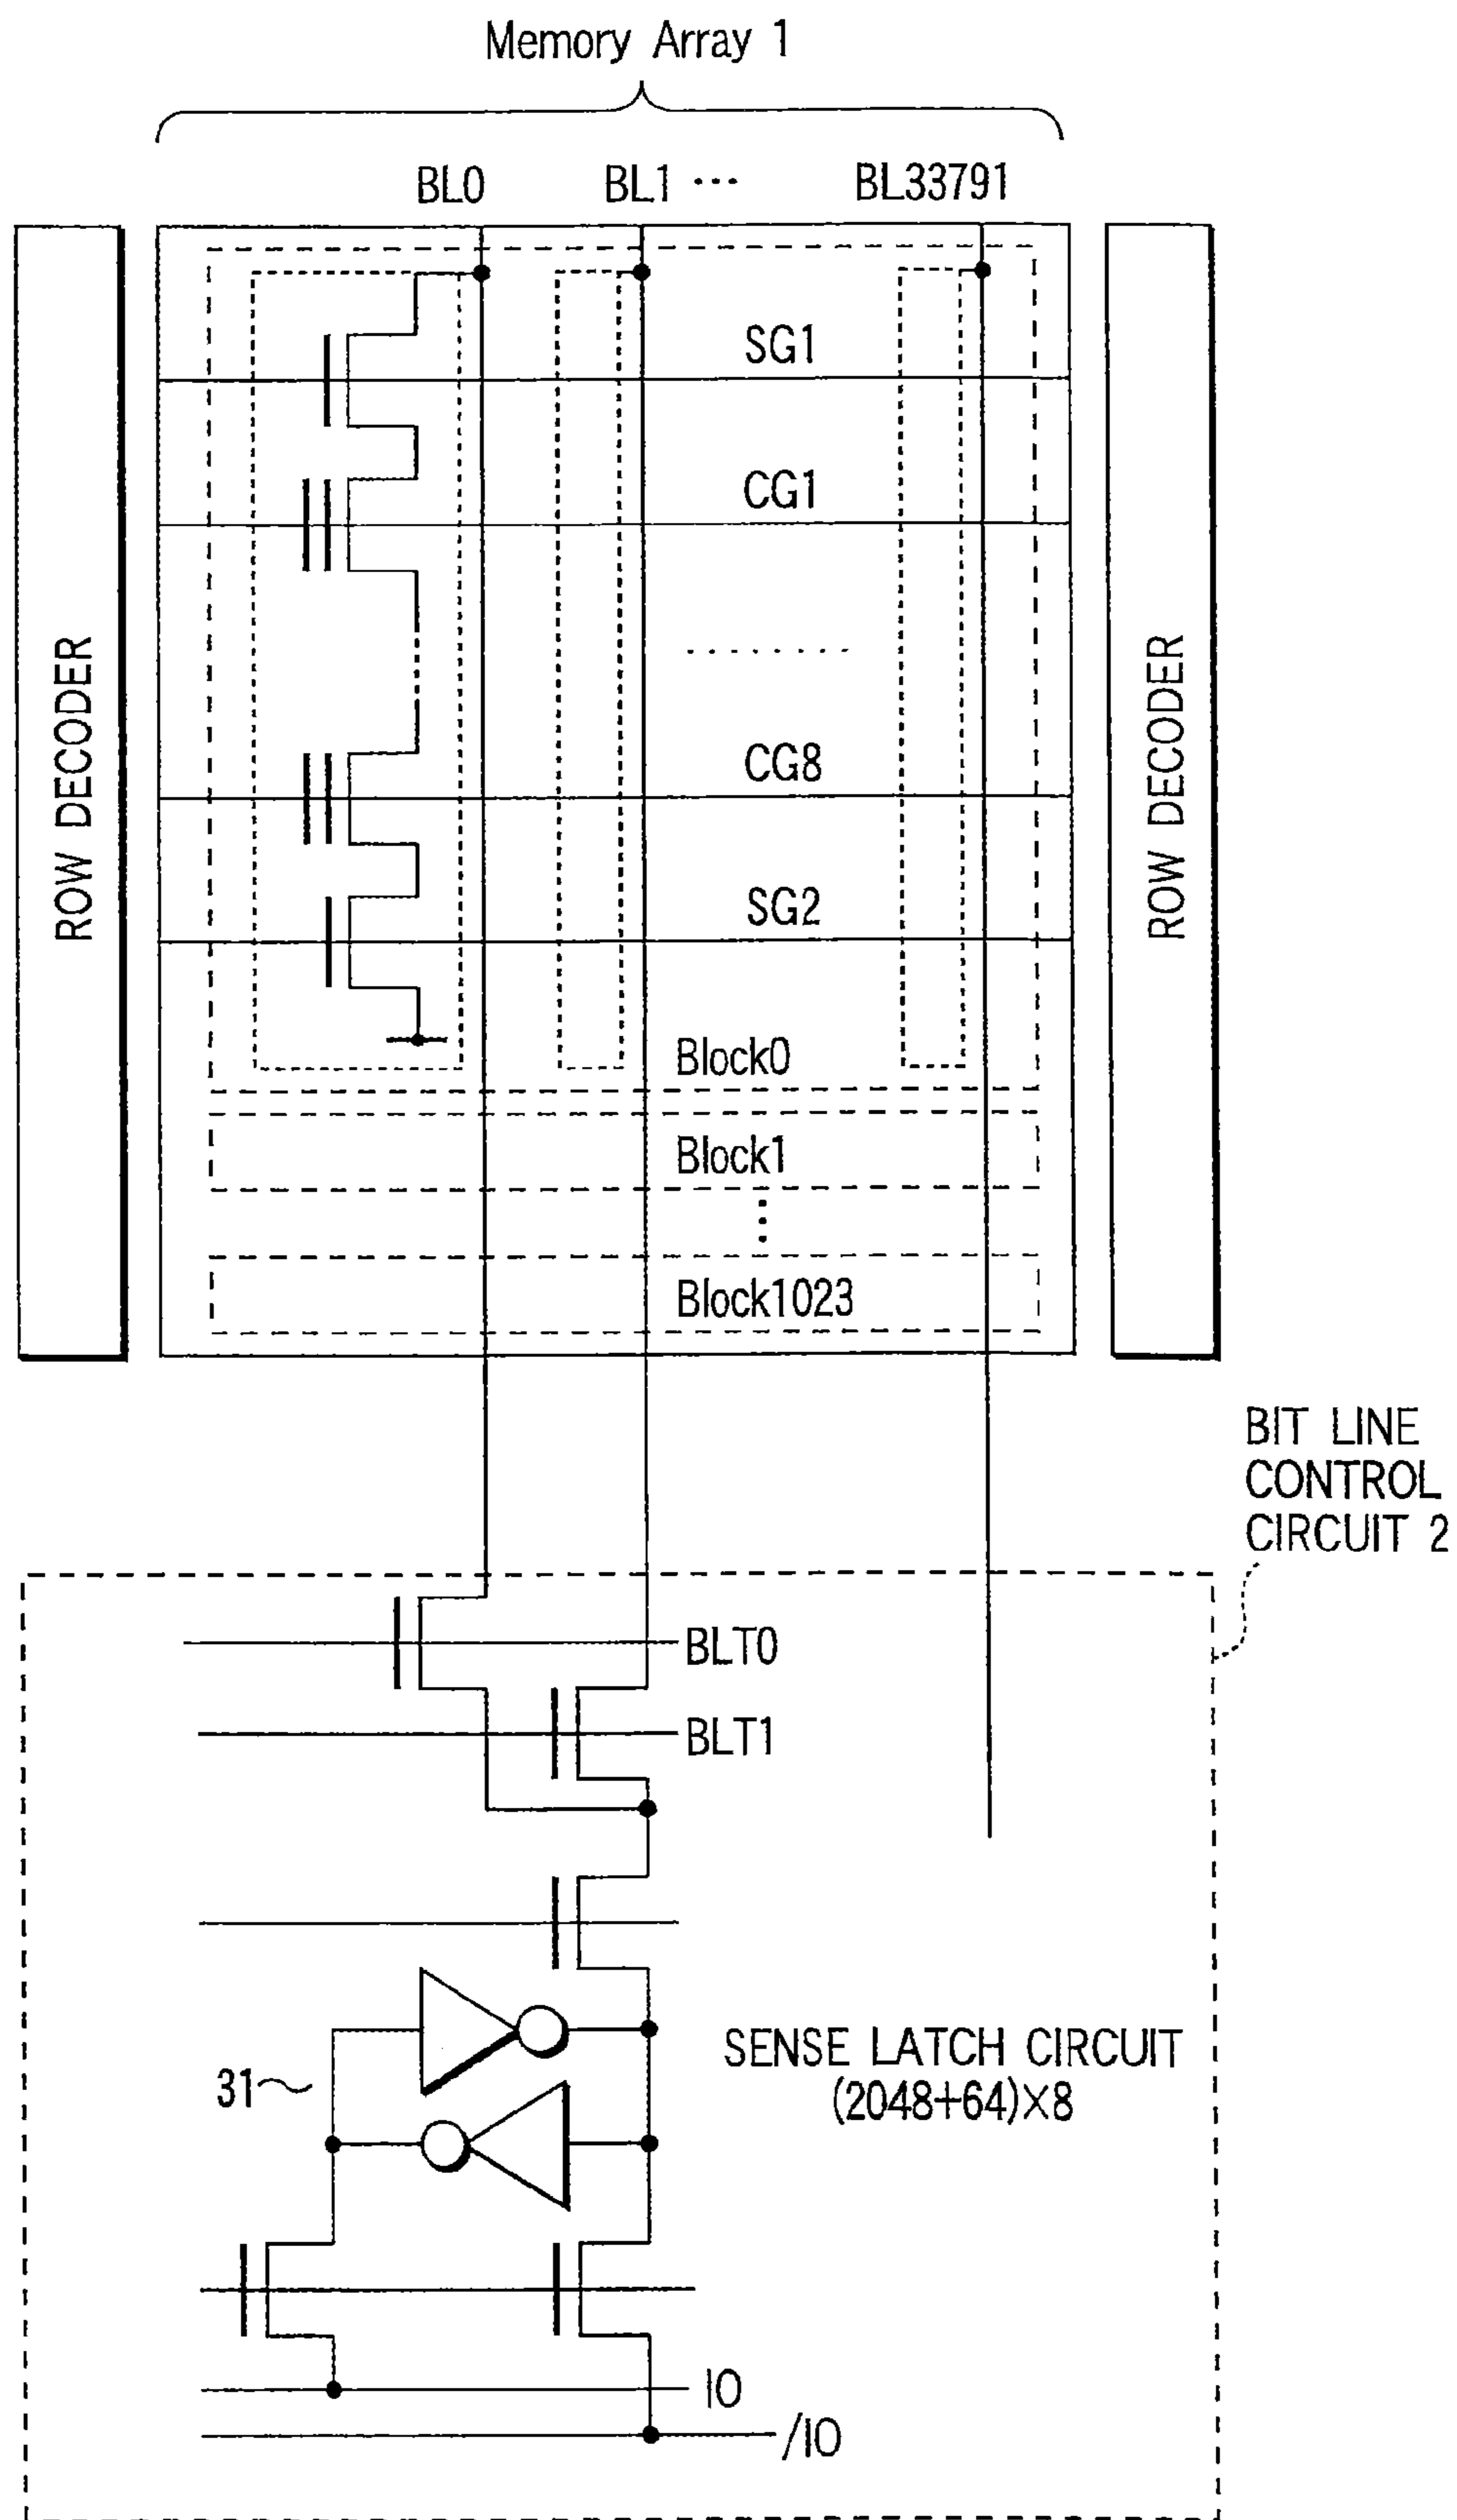 Memory Array 1
BL0 BL1 ··· BL33791
SG1
CG1
ROW DECODER
ROW DECODER
.........
CG8
SG2
Block0
Block1
Block1023
BIT LINE
CONTROL
CIRCUIT 2
BLT0
BLT1
31
SENSE LATCH CIRCUIT
(2048+64)X8
IO
/IO